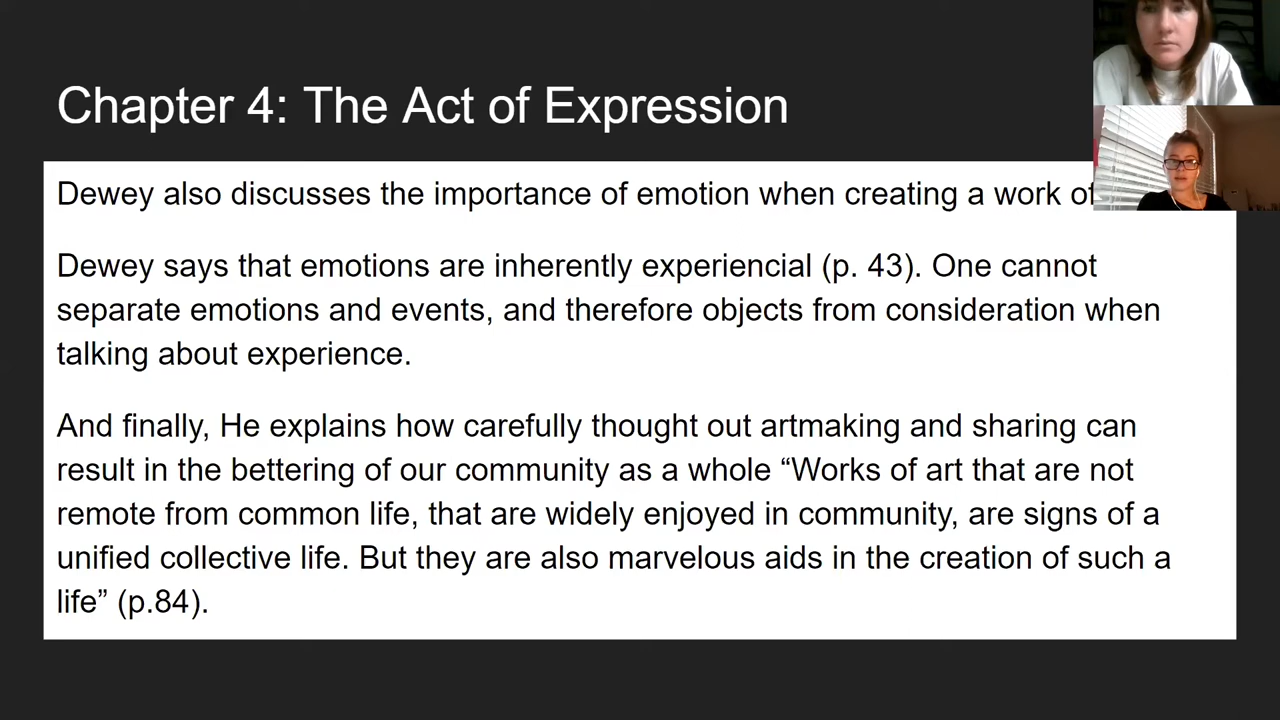 Chapter 4: The Act of Expression
Dewey also discusses the importance of emotion when creating a work of
Dewey says that emotions are inherently experiencial (p. 43). One cannot
separate emotions and events, and therefore objects from consideration when
talking about experience.
And finally, He explains how carefully thought out artmaking and sharing can
result in the bettering of our community as a whole “Works of art that are not
remote from common life, that are widely enjoyed in community, are signs of a
unified collective life. But they are also marvelous aids in the creation of such a
life” (p.84).